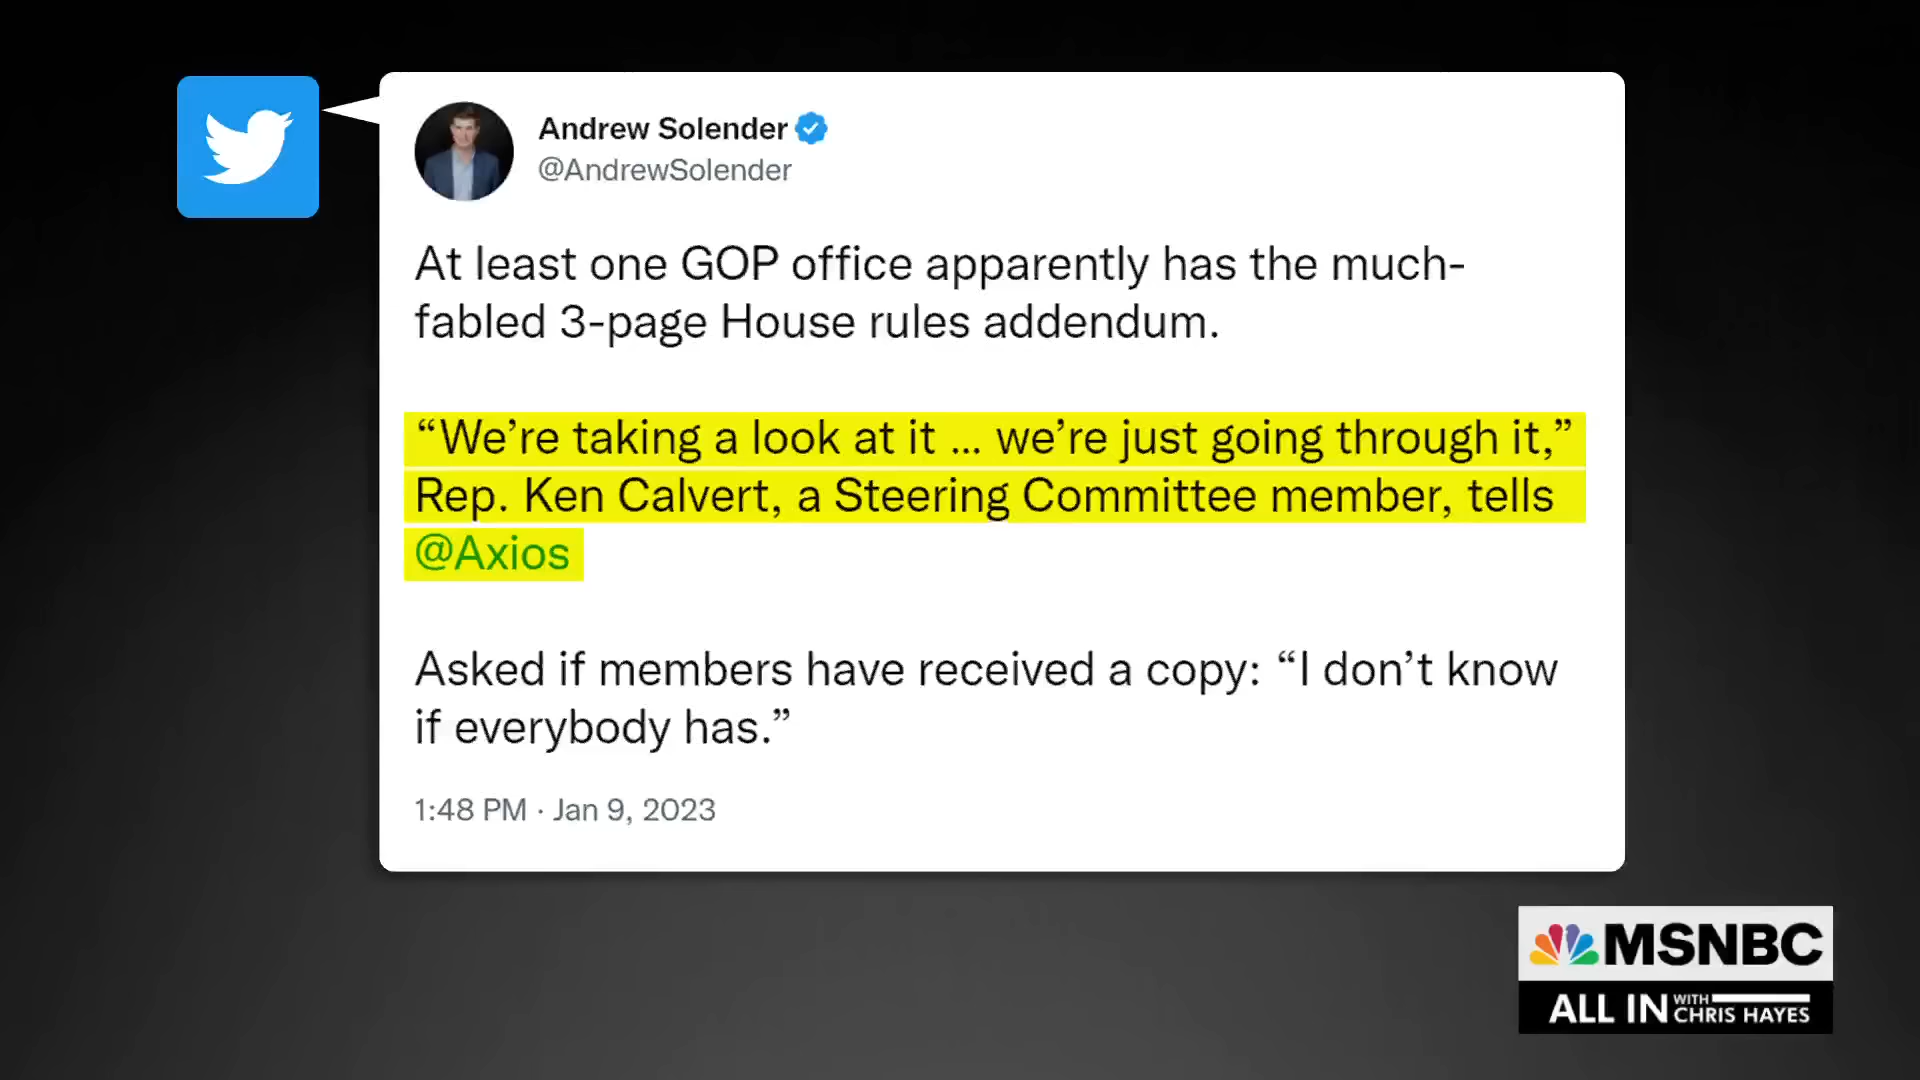 Andrew Solender
@AndrewSolender
At least one GOP office apparently has the much-
fabled 3-page House rules addendum.
“We’re taking a look at it ... we’re just going through it,”
Rep. Ken Calvert, a Steering Committee member, tells
@Axios
Asked if members have received a copy: “I don’t know
if everybody has.”
1:48 PM · Jan 9, 2023
MSNBC
ALL IN WITH CHRIS HAYES